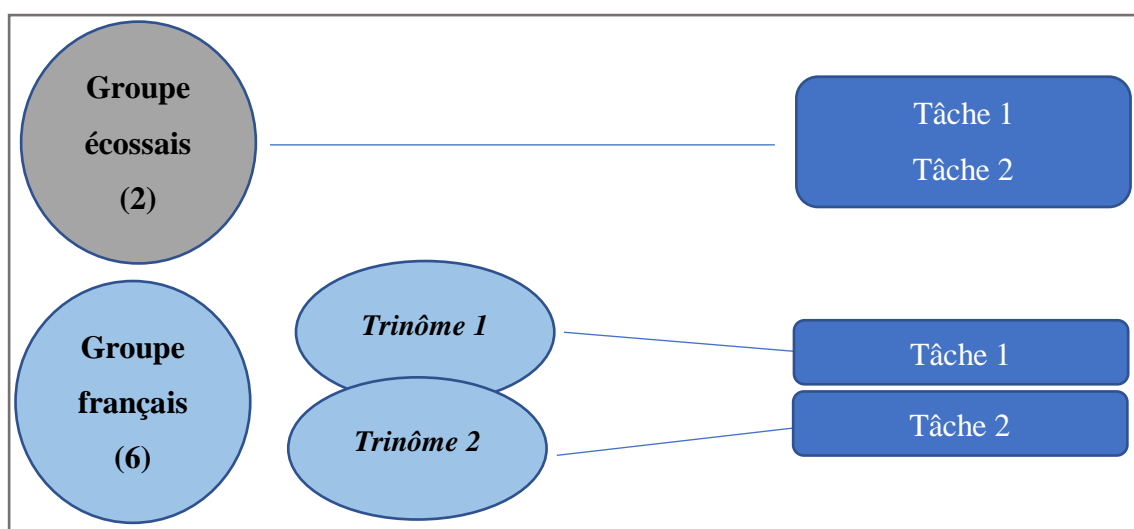 Groupe
écossais
(2)
Tâche 1
Tâche 2
Groupe
français
(6)
Trinôme 1
Trinôme 2
Tâche 1
Tâche 2